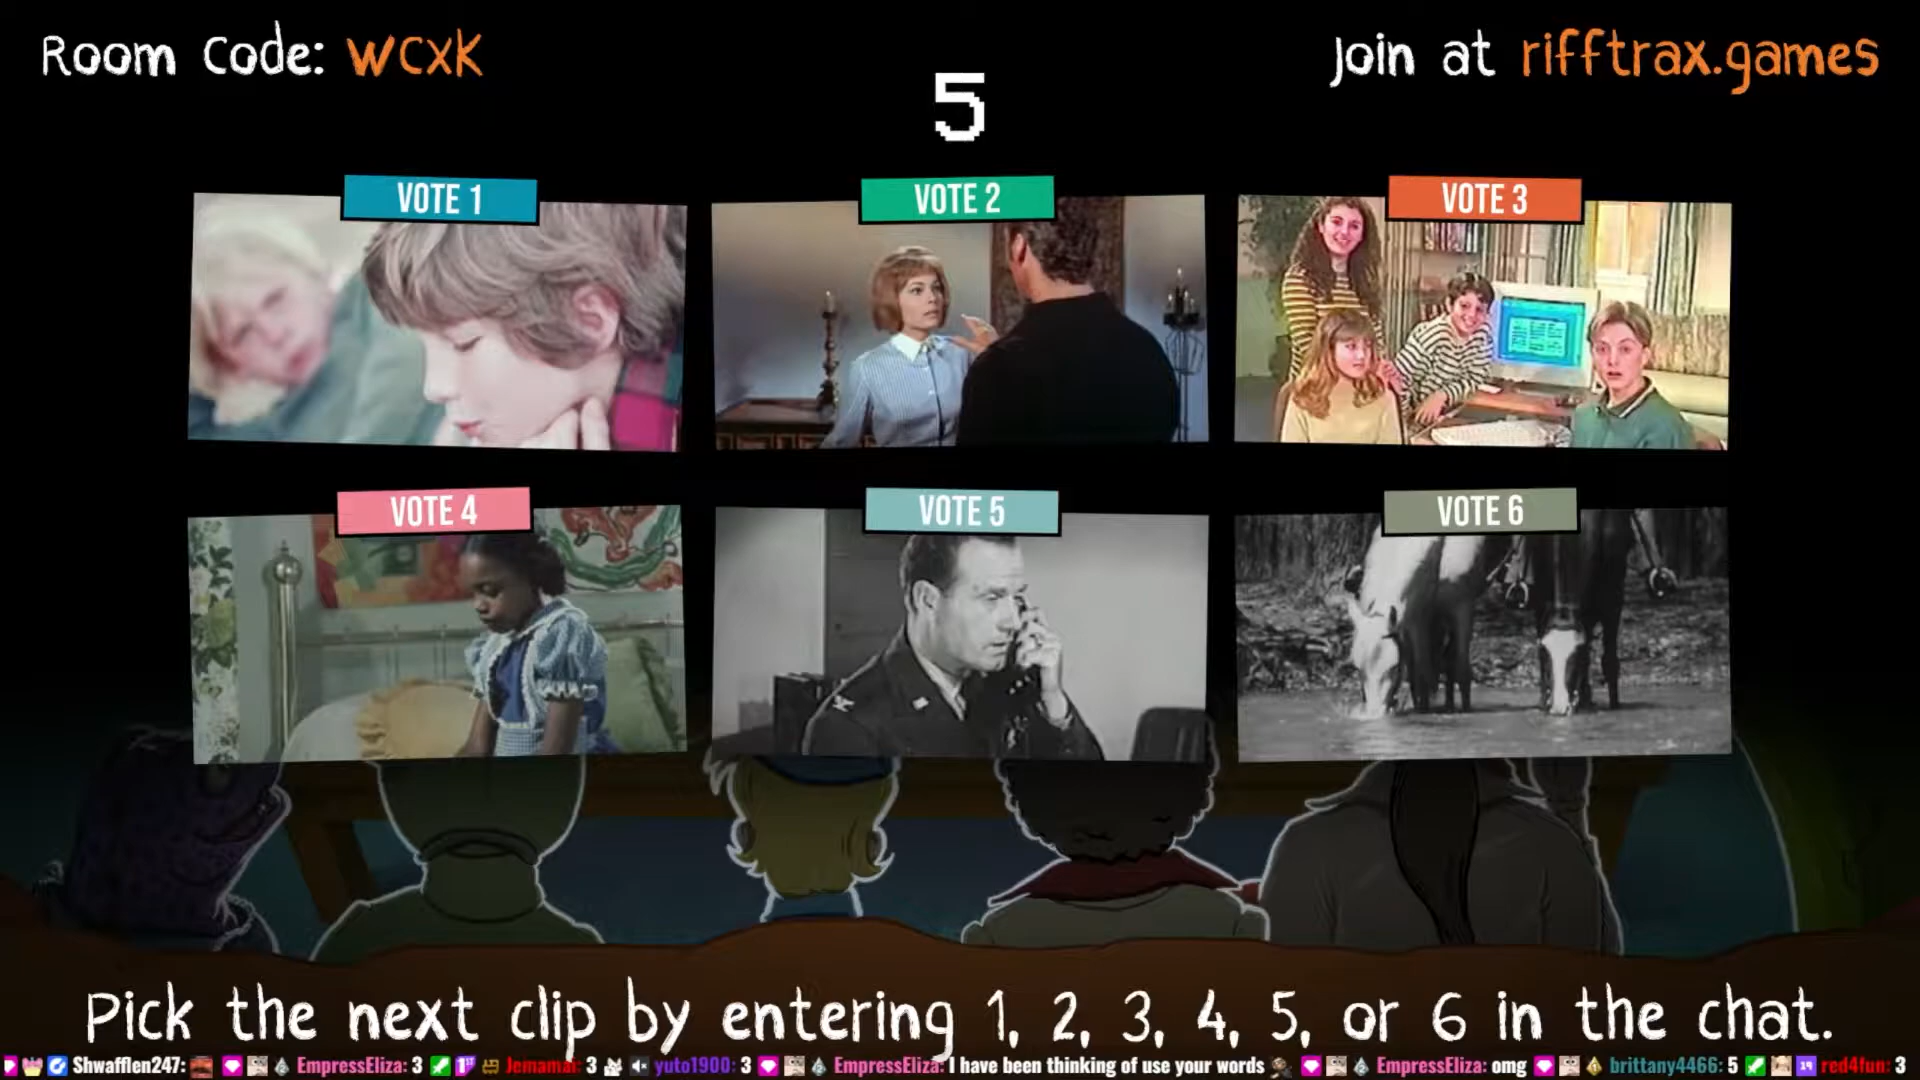 Room Code: WCXK
Join at rifftrax.games
5
VOTE 1
VOTE 2
VOTE 3
VOTE 4
VOTE 5
VOTE 6
Pick the next clip by entering 1, 2, 3, 4, 5, or 6 in the chat.
Shwafflen247: EmpressEliza: 3 1st Jemamai: 3 yuto1900: 3 EmpressEliza: I have been thinking of use your words EmpressEliza: omg brittany4466: 5 red4fun: 3